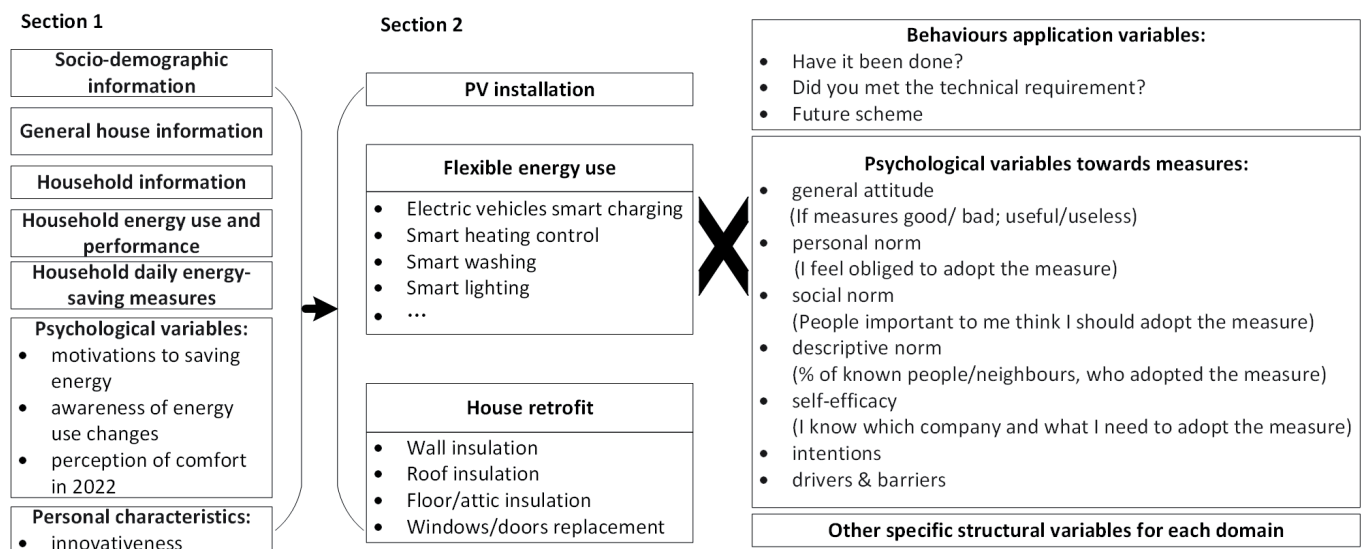 Section 1
Socio-demographic
information
General house information
Household information
Household energy use and
performance
Household daily energy-
saving measures
Psychological variables:
• motivations to saving
energy
• awareness of energy
use changes
• perception of comfort
in 2022
Personal characteristics:
• innovativeness
Section 2
PV installation
Flexible energy use
• Electric vehicles smart charging
• Smart heating control
• Smart washing
• Smart lighting
• ...
House retrofit
• Wall insulation
• Roof insulation
• Floor/attic insulation
• Windows/doors replacement
Behaviours application variables:
• Have it been done?
• Did you met the technical requirement?
• Future scheme
Psychological variables towards measures:
• general attitude
(If measures good/ bad; useful/useless)
• personal norm
(I feel obliged to adopt the measure)
• social norm
(People important to me think I should adopt the measure)
• descriptive norm
(% of known people/neighbours, who adopted the measure)
• self-efficacy
(I know which company and what I need to adopt the measure)
• intentions
• drivers & barriers
Other specific structural variables for each domain